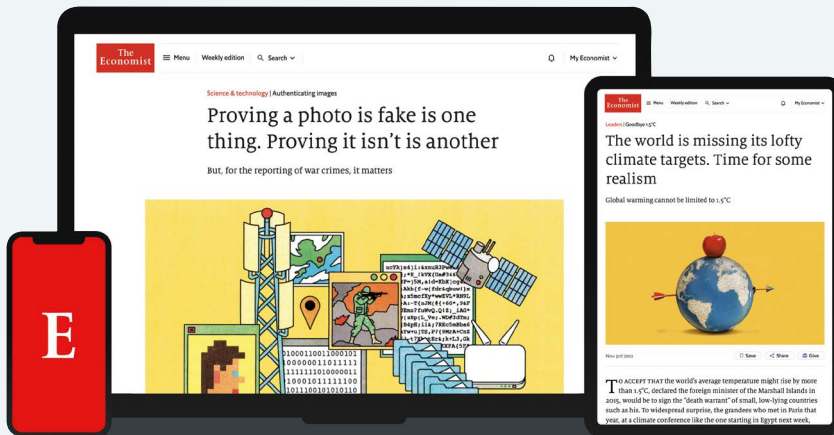 The
Economist
Menu
Weekly edition
Search
My Economist
Science & technology | Authenticating images
Proving a photo is fake is one
thing. Proving it isn't is another
But, for the reporting of war crimes, it matters
E
010001100110001010
The
Economist
Menu
Weekly edition
Search
My Economist
Leaders | Goodbye 1.5°C
The world is missing its lofty
climate targets. Time for some
realism
Global warming cannot be limited to 1.5°C
Nov 3rd 2022
Save
Share
Give
TO ACCEPT THAT the world's average temperature might rise by more
than 1.5°C, declared the foreign minister of the Marshall Islands in
2015, would be to sign the "death warrant" of small, low-lying countries
such as his. To widespread surprise, the grandees who met in Paris that
year, at a climate conference like the one starting in Egypt next week,